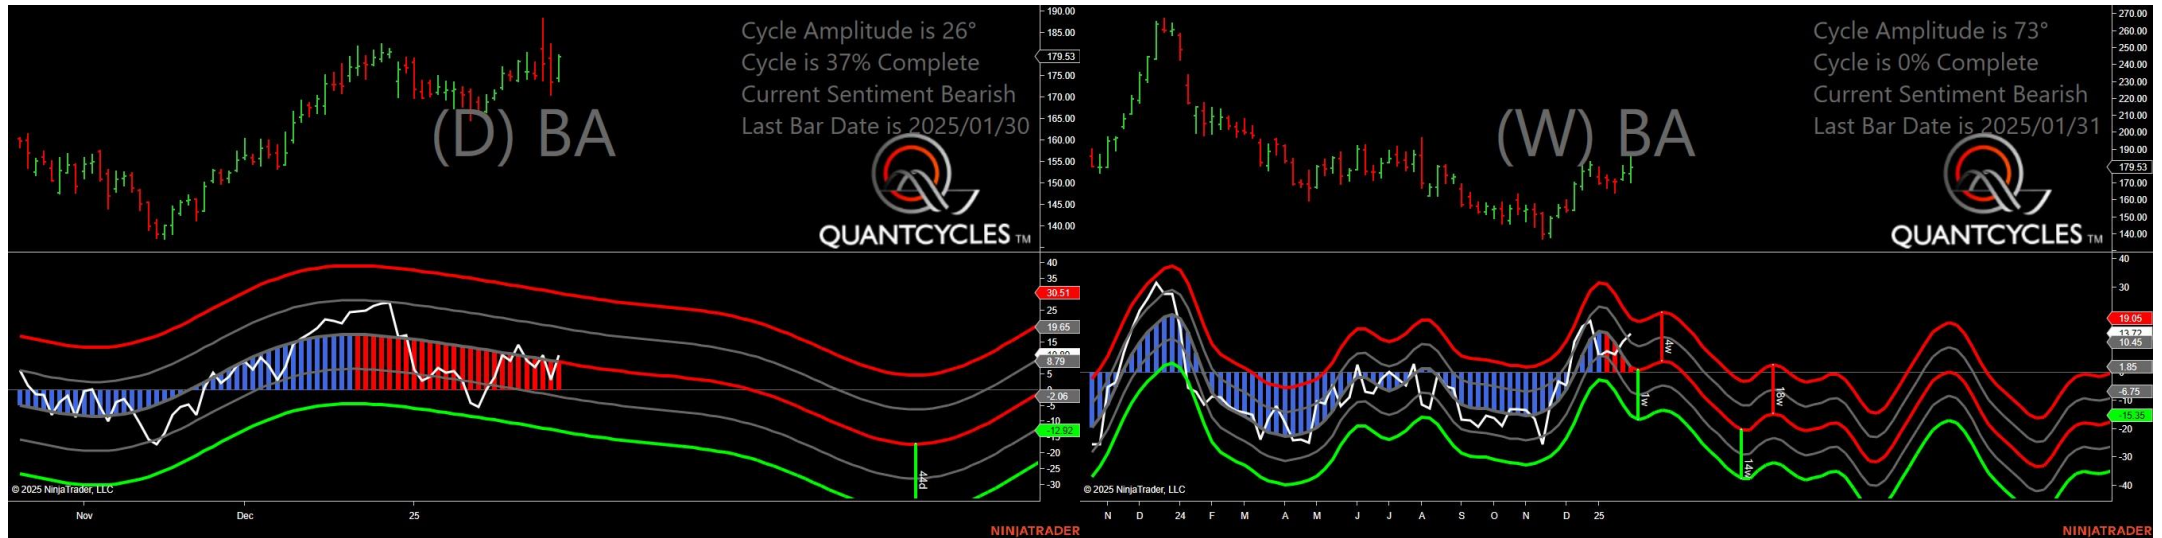 Cycle Amplitude is 26°
Cycle is 37% Complete
Current Sentiment Bearish
Last Bar Date is 2025/01/30
(D) BA
QUANTCYCLES TM
190.00
185.00
179.53
175.00
170.00
165.00
160.00
155.00
150.00
145.00
140.00
40
35
30.51
25
19.65
15
8.79
5
0
-2.06
-5
-12.92
-20
-25
-30
44d
© 2025 NinjaTrader, LLC
Nov Dec 25
NINJATRADER
Cycle Amplitude is 73°
Cycle is 0% Complete
Current Sentiment Bearish
Last Bar Date is 2025/01/31
(W) BA
QUANTCYCLES TM
270.00
260.00
250.00
240.00
230.00
220.00
210.00
200.00
190.00
179.53
170.00
160.00
150.00
140.00
40
30
19.05
13.72
10.45
1.85
-6.75
-10
-15.35
-20
-30
-40
4w
1w
18w
14w
© 2025 NinjaTrader, LLC
N D 24 F M A M J J A S O N D 25
NINJATRADER